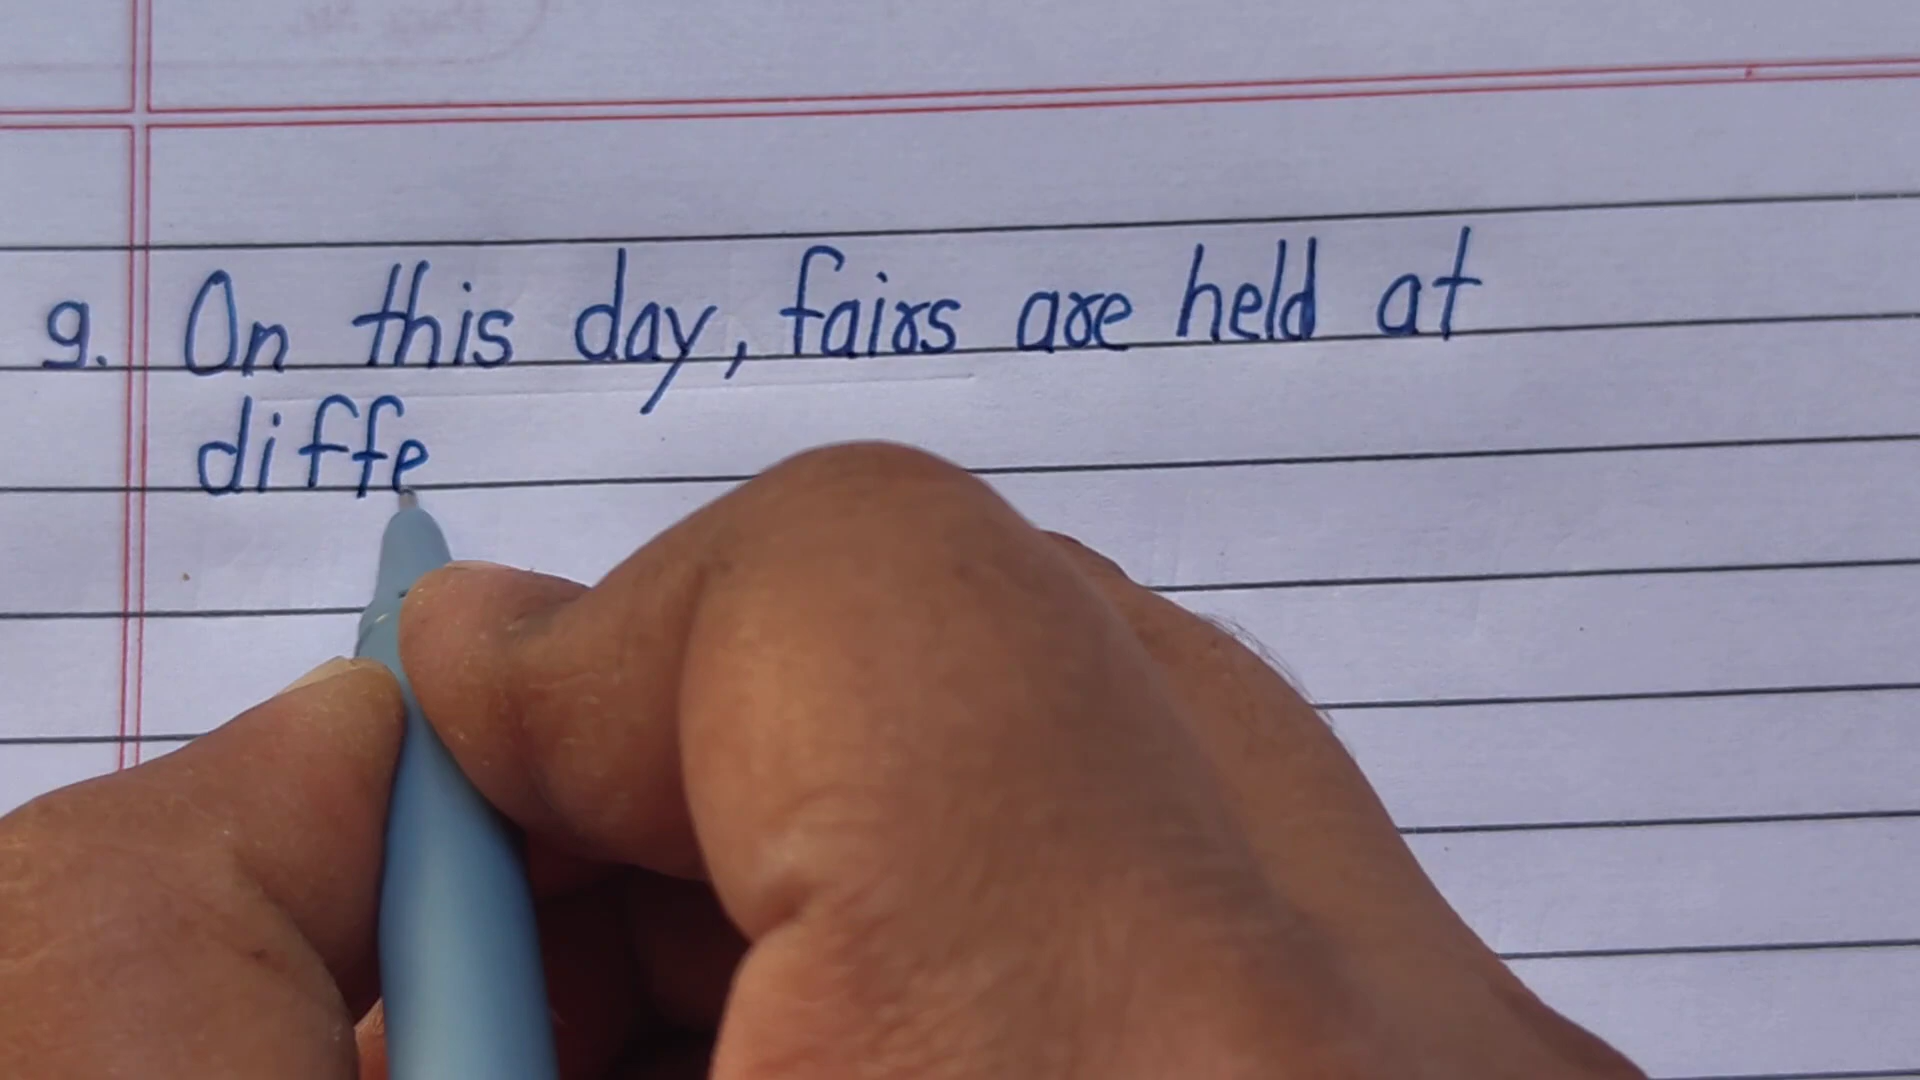 9. On this day, fairs are held at
diffe